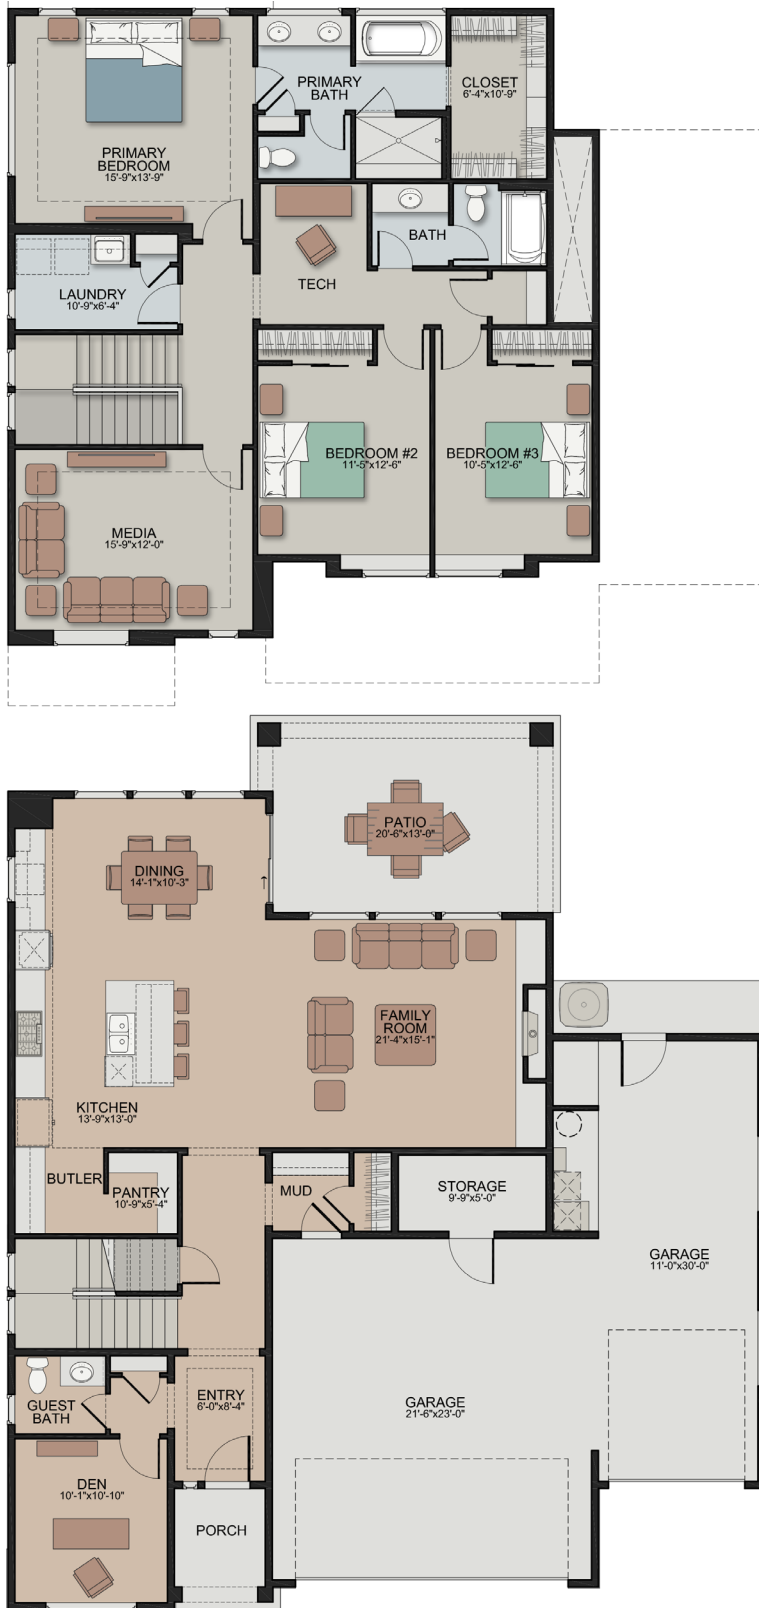 PRIMARY
BATH
CLOSET
6'-4"x10'-9"
PRIMARY
BEDROOM
15'-9"x13'-9"
BATH
TECH
LAUNDRY
10'-9"x6'-4"
BEDROOM #2
11'-5"x12'-6"
BEDROOM #3
10'-5"x12'-6"
MEDIA
15'-9"x12'-0"
PATIO
20'-6"x13'-0"
DINING
14'-1"x10'-3"
FAMILY
ROOM
21'-4"x15'-1"
KITCHEN
13'-9"x13'-0"
BUTLER
PANTRY
10'-9"x5'-4"
MUD
STORAGE
9'-9"x5'-0"
GARAGE
11'-0"x30'-0"
ENTRY
6'-0"x8'-4"
GARAGE
21'-6"x23'-0"
GUEST
BATH
DEN
10'-1"x10'-10"
PORCH